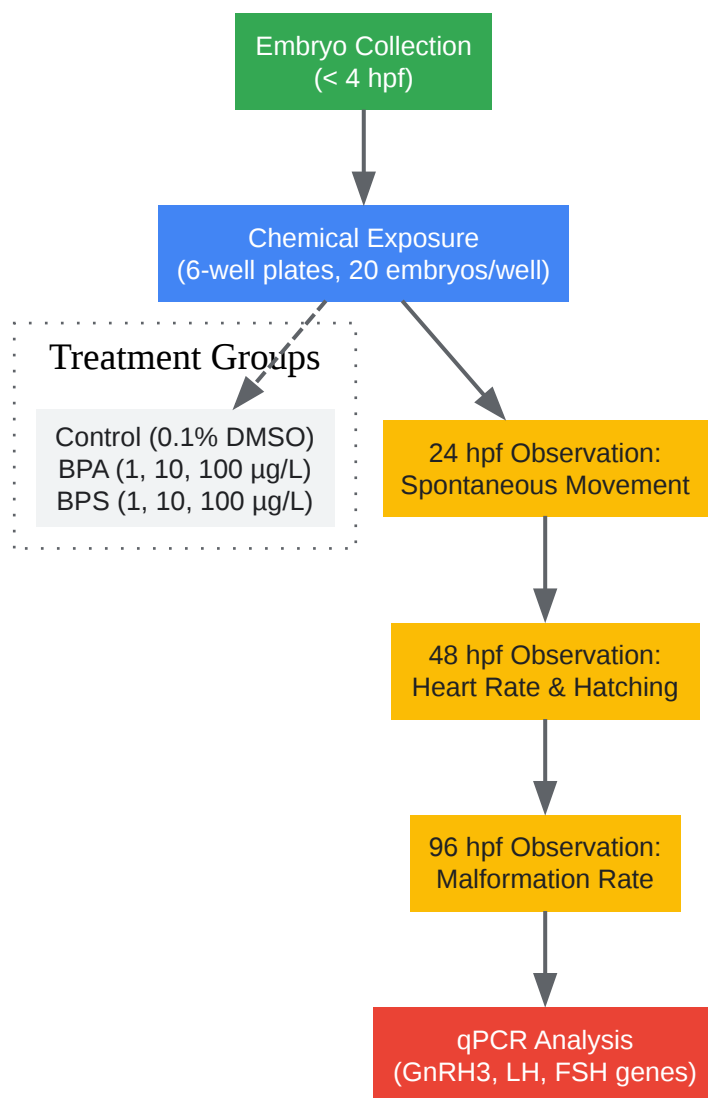 Embryo Collection
(< 4 hpf)
Chemical Exposure
(6-well plates, 20 embryos/well)
Treatment Groups
Control (0.1% DMSO)
BPA (1, 10, 100 µg/L)
BPS (1, 10, 100 µg/L)
24 hpf Observation:
Spontaneous Movement
48 hpf Observation:
Heart Rate & Hatching
96 hpf Observation:
Malformation Rate
qPCR Analysis
(GnRH3, LH, FSH genes)